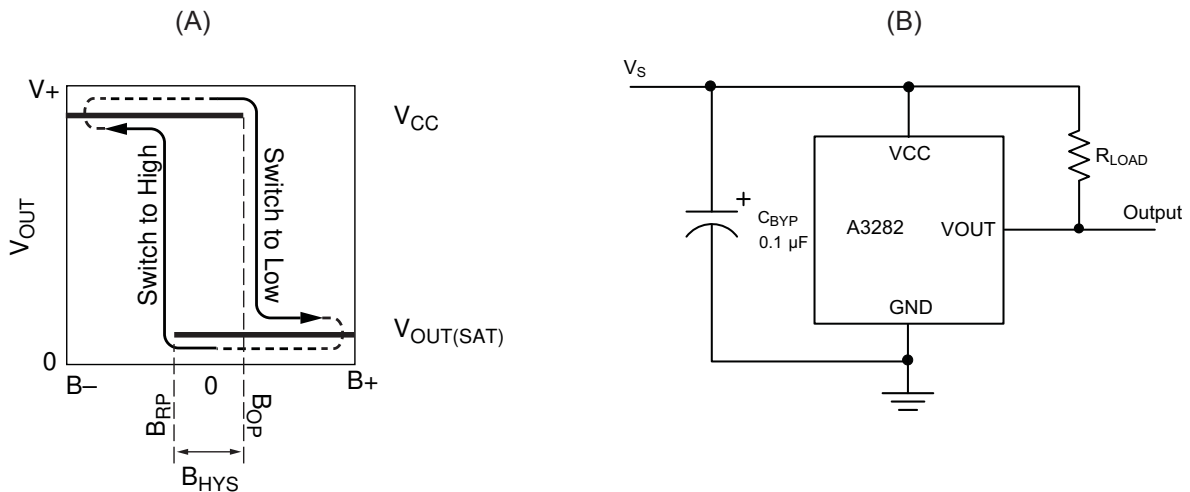 (A)
V+
VCC
Switch to High
Switch to Low
VOUT
VOUT(SAT)
0
B–
0
B+
BRP
BOP
BHYS
(B)
VS
VCC
RLOAD
+
CBYP
0.1 µF
A3282
VOUT
Output
GND